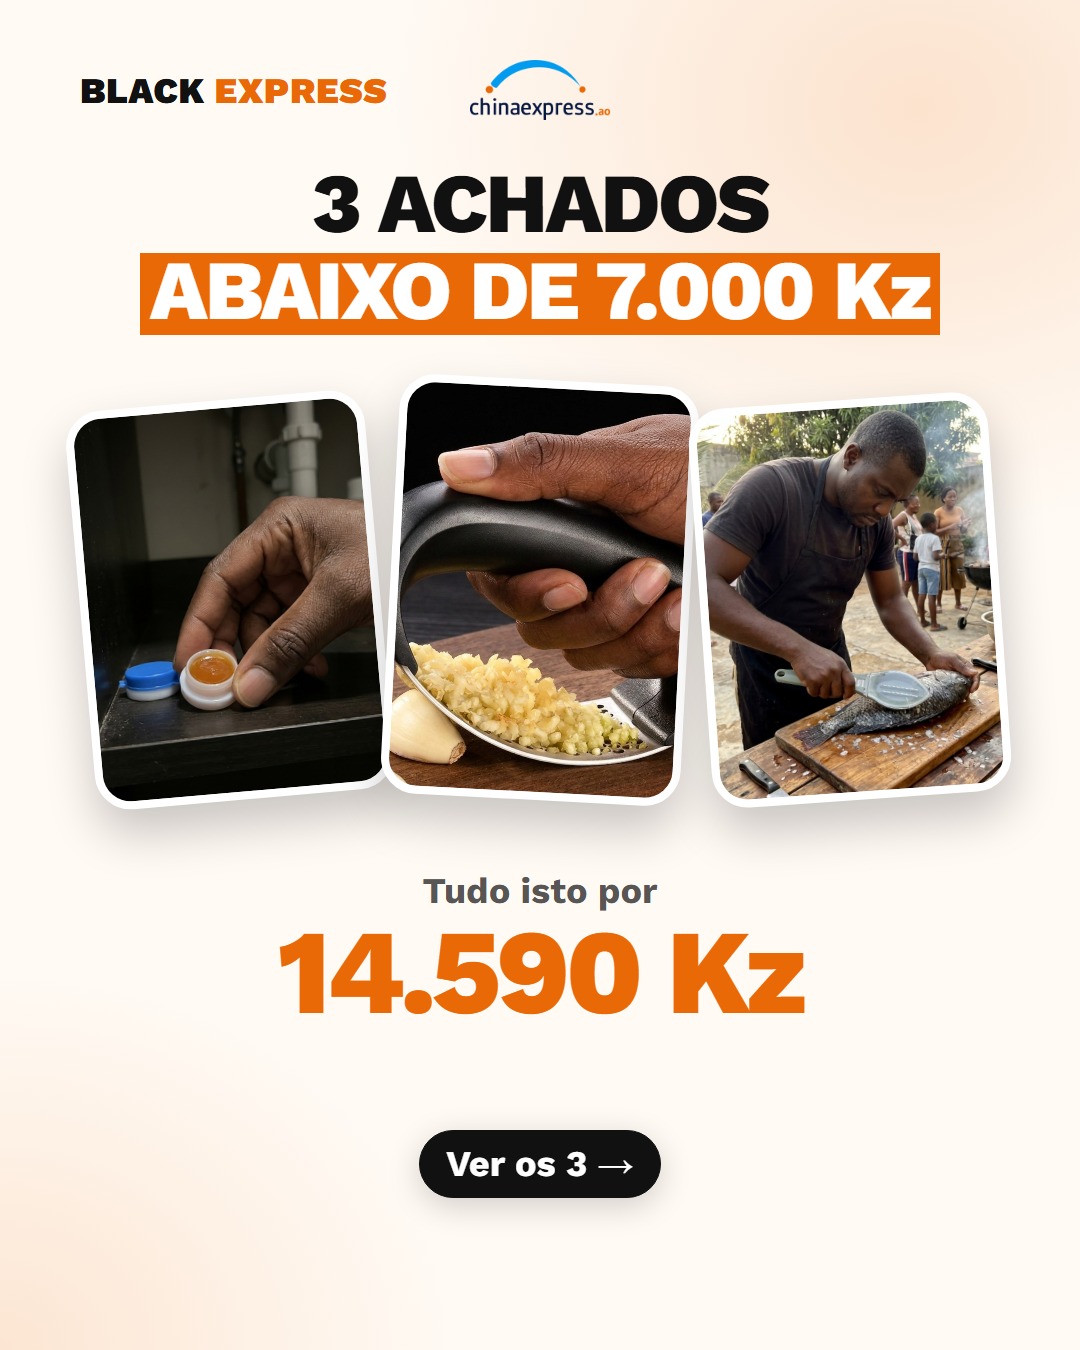 BLACK EXPRESS
chinaexpress.ao
3 ACHADOS
ABAIXO DE 7.000 Kz
Tudo isto por
14.590 Kz
Ver os 3 →